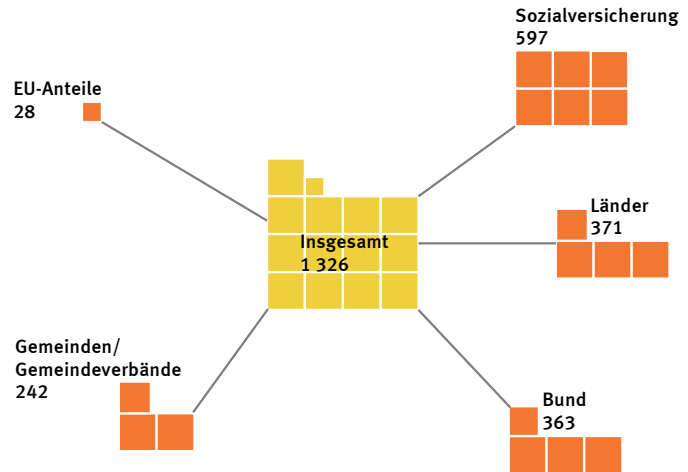 Sozialversicherung
597
EU-Anteile
28
Länder
371
Insgesamt
1 326
Gemeinden/
Gemeindeverbände
242
Bund
363